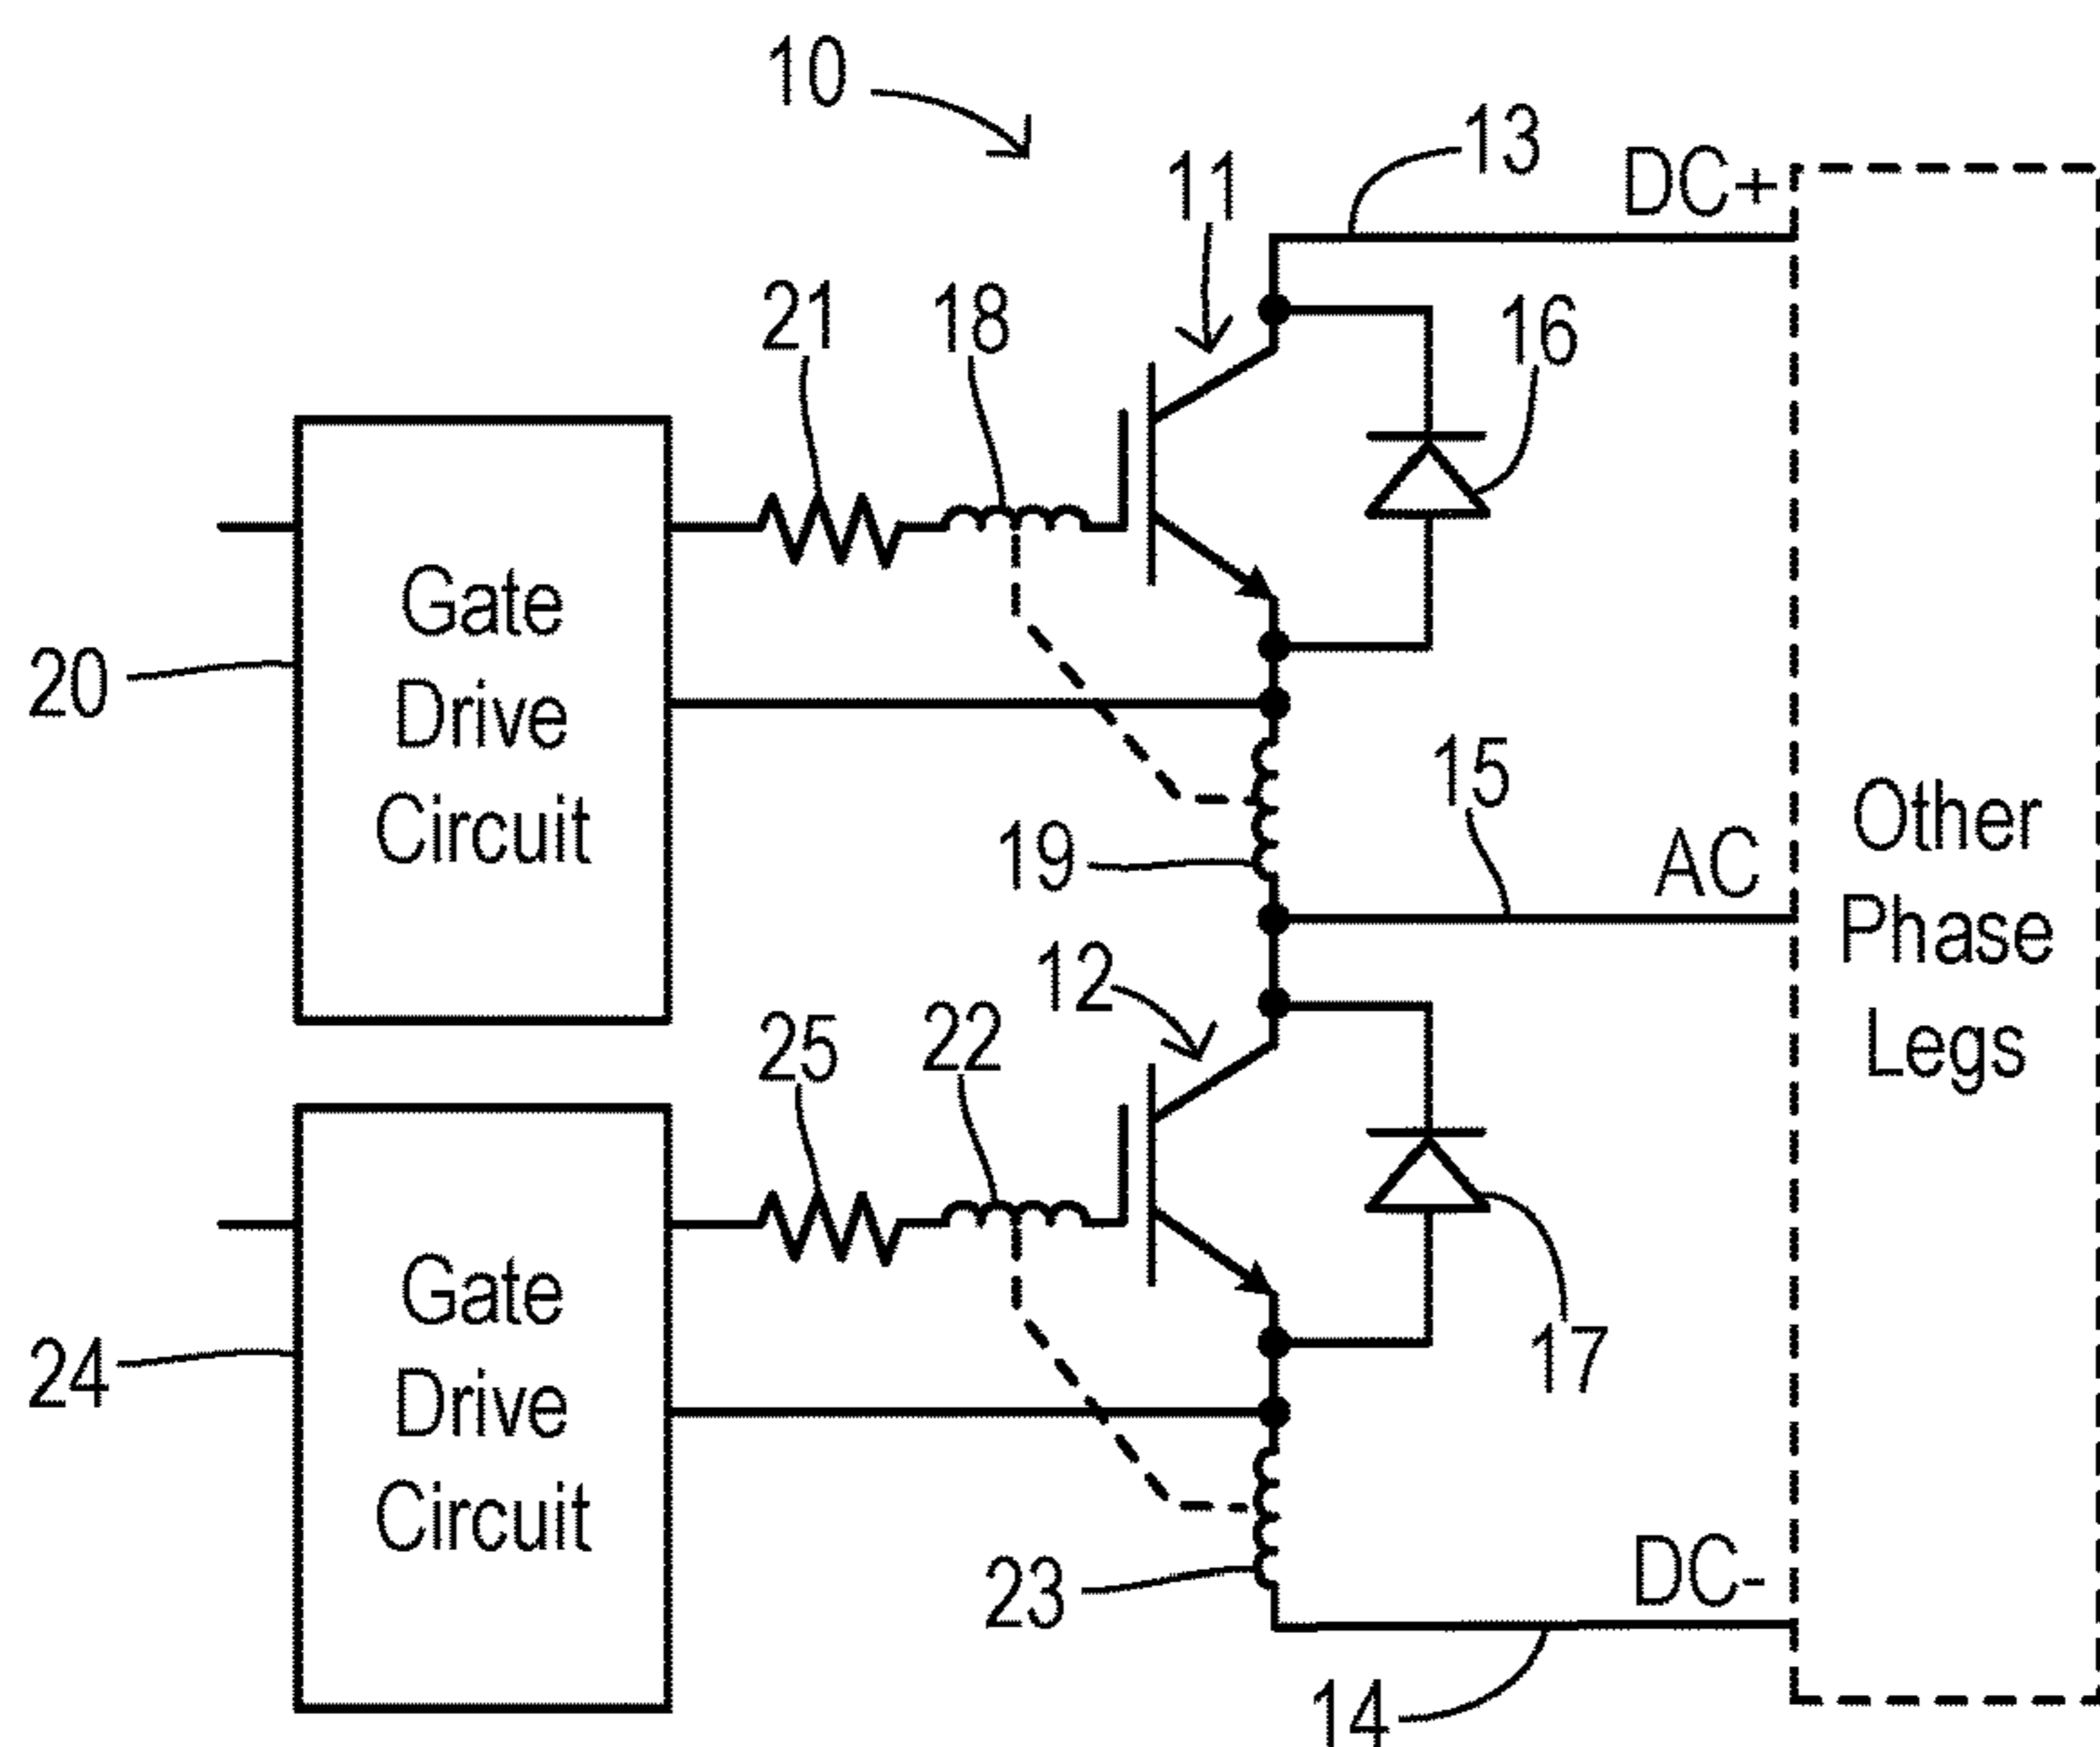 10
13
DC+
11
21
18
16
Gate
Drive
Circuit
20
15
AC
19
Other
Phase
Legs
12
25
22
Gate
Drive
Circuit
24
17
23
DC-
14